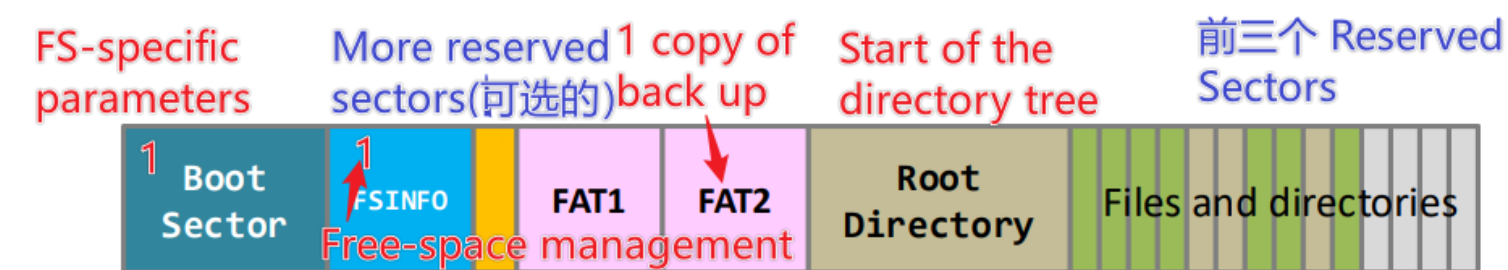 FS-specific
parameters
More reserved
sectors(可选的)
1 copy of
back up
Start of the
directory tree
前三个 Reserved
Sectors
1
Boot
Sector
1
FSINFO
FAT1
FAT2
Root
Directory
Files and directories
Free-space management